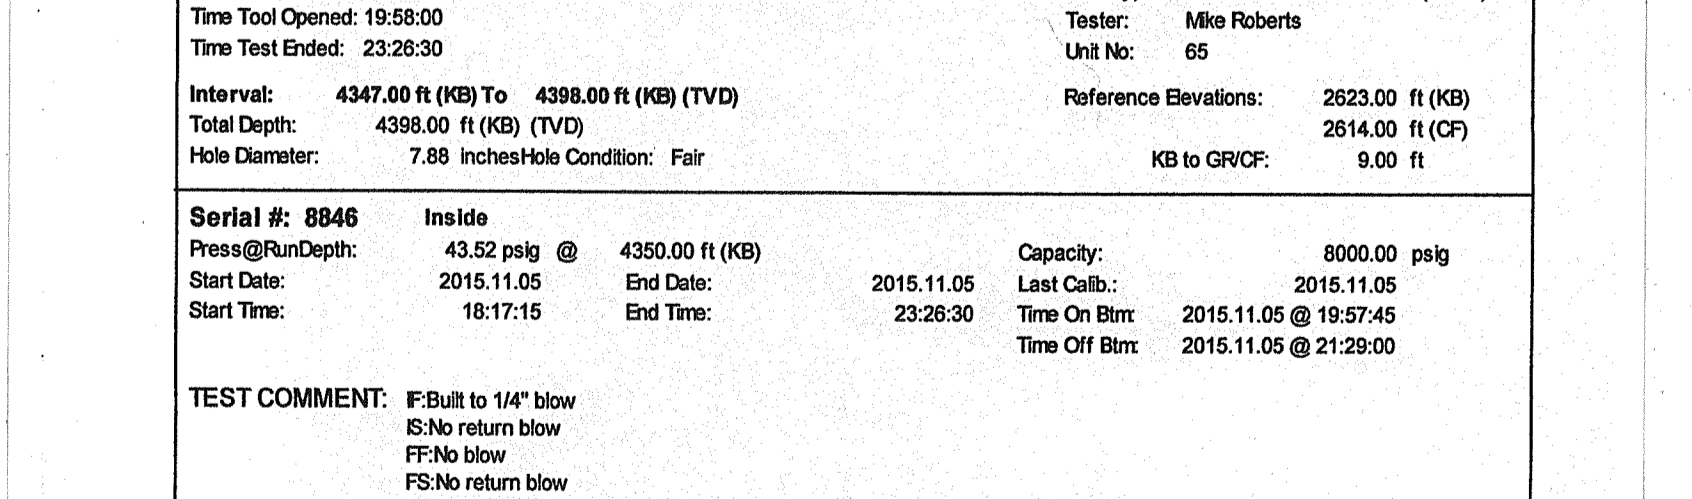 Time Tool Opened: 19:58:00 Tester: Mike Roberts
Time Test Ended: 23:26:30 Unit No: 65
Interval: 4347.00 ft (KB) To 4398.00 ft (KB) (TVD) Reference Elevations: 2623.00 ft (KB)
Total Depth: 4398.00 ft (KB) (TVD) 2614.00 ft (CF)
Hole Diameter: 7.88 inchesHole Condition: Fair KB to GR/CF: 9.00 ft
Serial #: 8846 Inside
Press@RunDepth: 43.52 psig @ 4350.00 ft (KB) Capacity: 8000.00 psig
Start Date: 2015.11.05 End Date: 2015.11.05 Last Calib.: 2015.11.05
Start Time: 18:17:15 End Time: 23:26:30 Time On Btm: 2015.11.05 @ 19:57:45
Time Off Btm: 2015.11.05 @ 21:29:00
TEST COMMENT: IF:Built to 1/4" blow
IS:No return blow
FF:No blow
FS:No return blow